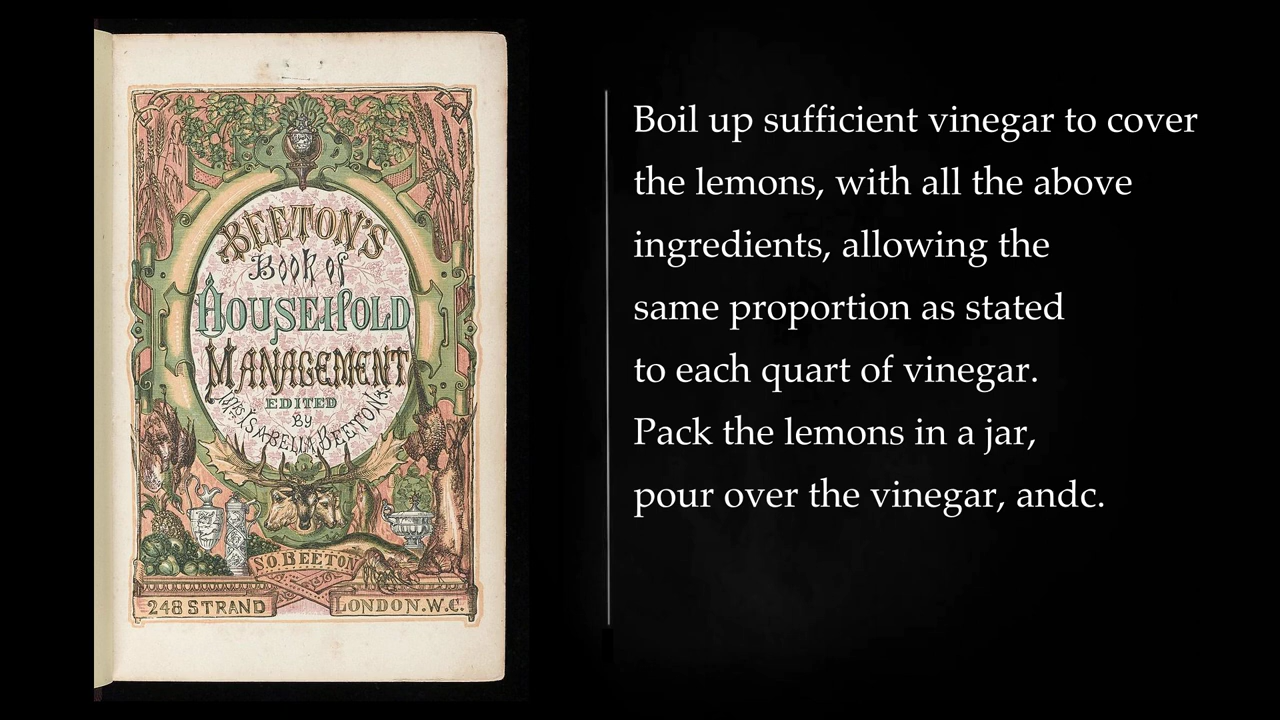 BEETON'S
Book of
HOUSEHOLD
MANAGEMENT
EDITED
By
MRS ISABELLA BEETON
S.O. BEETON
248 STRAND
LONDON. W.C.
Boil up sufficient vinegar to cover
the lemons, with all the above
ingredients, allowing the
same proportion as stated
to each quart of vinegar.
Pack the lemons in a jar,
pour over the vinegar, andc.